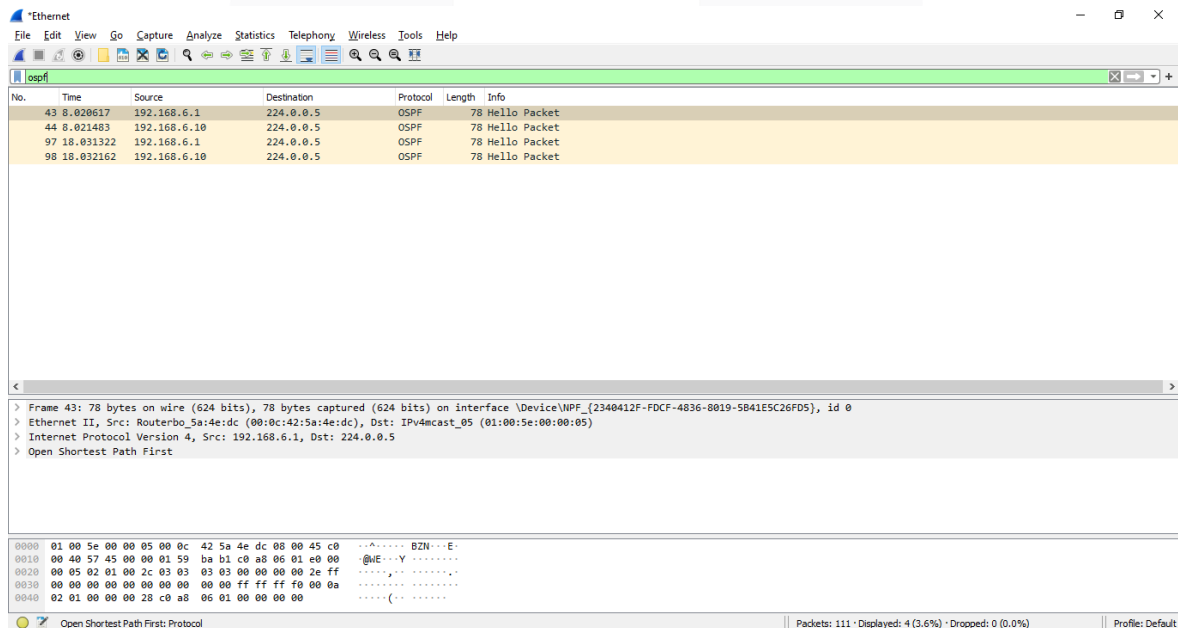 *Ethernet
File Edit View Go Capture Analyze Statistics Telephony Wireless Tools Help
ospf
No. Time Source Destination Protocol Length Info
43 8.020617 192.168.6.1 224.0.0.5 OSPF 78 Hello Packet
44 8.021483 192.168.6.10 224.0.0.5 OSPF 78 Hello Packet
97 18.031322 192.168.6.1 224.0.0.5 OSPF 78 Hello Packet
98 18.032162 192.168.6.10 224.0.0.5 OSPF 78 Hello Packet
> Frame 43: 78 bytes on wire (624 bits), 78 bytes captured (624 bits) on interface \Device\NPF_{2340412F-FDCF-4836-8019-5B41E5C26FD5}, id 0
> Ethernet II, Src: Routerbo_5a:4e:dc (00:0c:42:5a:4e:dc), Dst: IPv4mcast_05 (01:00:5e:00:00:05)
> Internet Protocol Version 4, Src: 192.168.6.1, Dst: 224.0.0.5
> Open Shortest Path First
0000 01 00 5e 00 00 05 00 0c 42 5a 4e dc 08 00 45 c0 ··^····· BZN···E·
0010 00 40 57 45 00 00 01 59 ba b1 c0 a8 06 01 e0 00 ·@WE···Y ········
0020 00 05 02 01 00 2c 03 03 03 03 00 00 00 00 2e ff ·····,·· ······.·
0030 00 00 00 00 00 00 00 00 00 00 ff ff ff f0 00 0a ········ ········
0040 02 01 00 00 00 28 c0 a8 06 01 00 00 00 00 ·····(·· ······
Open Shortest Path First: Protocol Packets: 111 · Displayed: 4 (3.6%) · Dropped: 0 (0.0%) Profile: Default